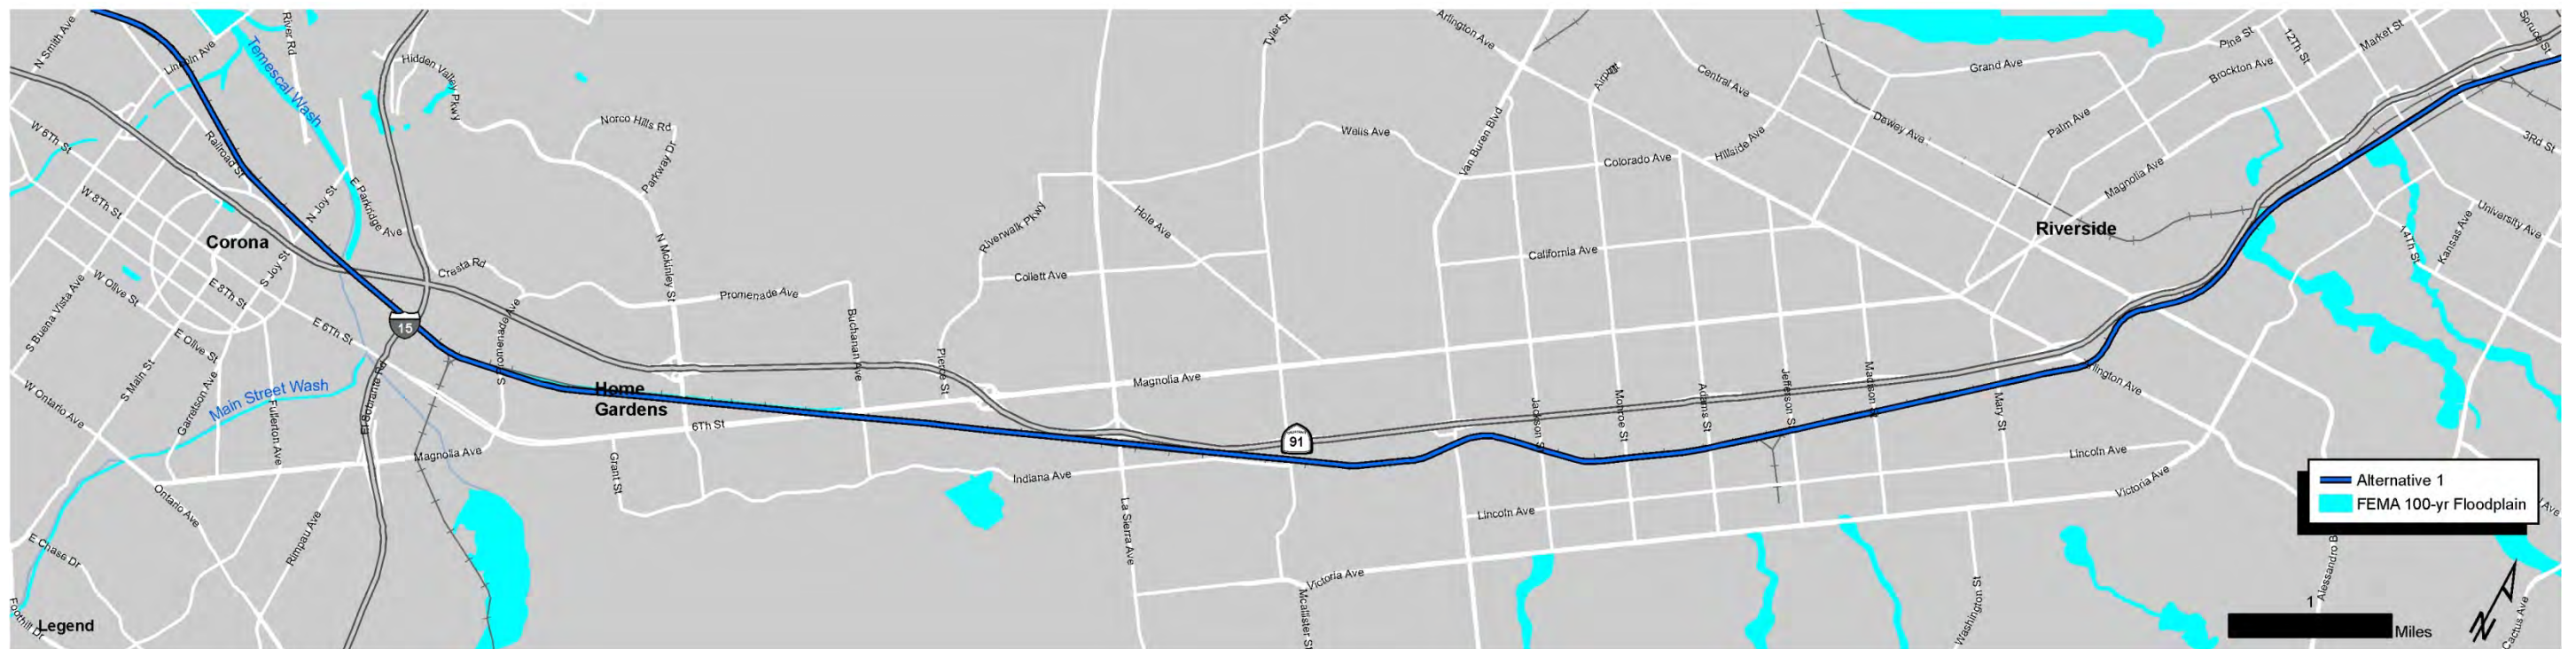 N Smith Ave
Lincoln Ave
River Rd
Temescal Wash
Hidden Valley Pkwy
Norco Hills Rd
Parkway Dr
Tyler St
Arlington Ave
Van Buren Blvd
Airport
Central Ave
Hillside Ave
Dewey Ave
Grand Ave
Pine St
12Th St
Market St
Spruce St
Brockton Ave
Palm Ave
Magnolia Ave
3Rd St
University Ave
Kansas Ave
14Th St
W 6Th St
Railroad St
W 8Th St
N Joy St
E Parkridge Ave
Corona
Wells Ave
Colorado Ave
Hole Ave
Riverwalk Pkwy
Collett Ave
California Ave
Riverside
N Mckinley St
Cresta Rd
Promenade Ave
S Joy St
E 8Th St
W Olive St
S Buena Vista Ave
E 6Th St
E Olive St
15
S Promenade Ave
Buchanan Ave
Pierce St
Magnolia Ave
Home
Gardens
6Th St
W Ontario Ave
S Main St
Garretson Ave
Main Street Wash
Fullerton Ave
El Sobrante Rd
Magnolia Ave
Grant St
Indiana Ave
91
Jackson St
Monroe St
Adams St
Jefferson St
Madison St
Mary St
lington Ave
Lincoln Ave
Victoria Ave
Ontario Ave
Rimpau Ave
E Chase Dr
Foothill Dr
La Sierra Ave
Lincoln Ave
Victoria Ave
Mcallister St
Washington St
Alessandro B
Cactus Ave
Legend
Alternative 1
FEMA 100-yr Floodplain
l Ave
1
Miles
N